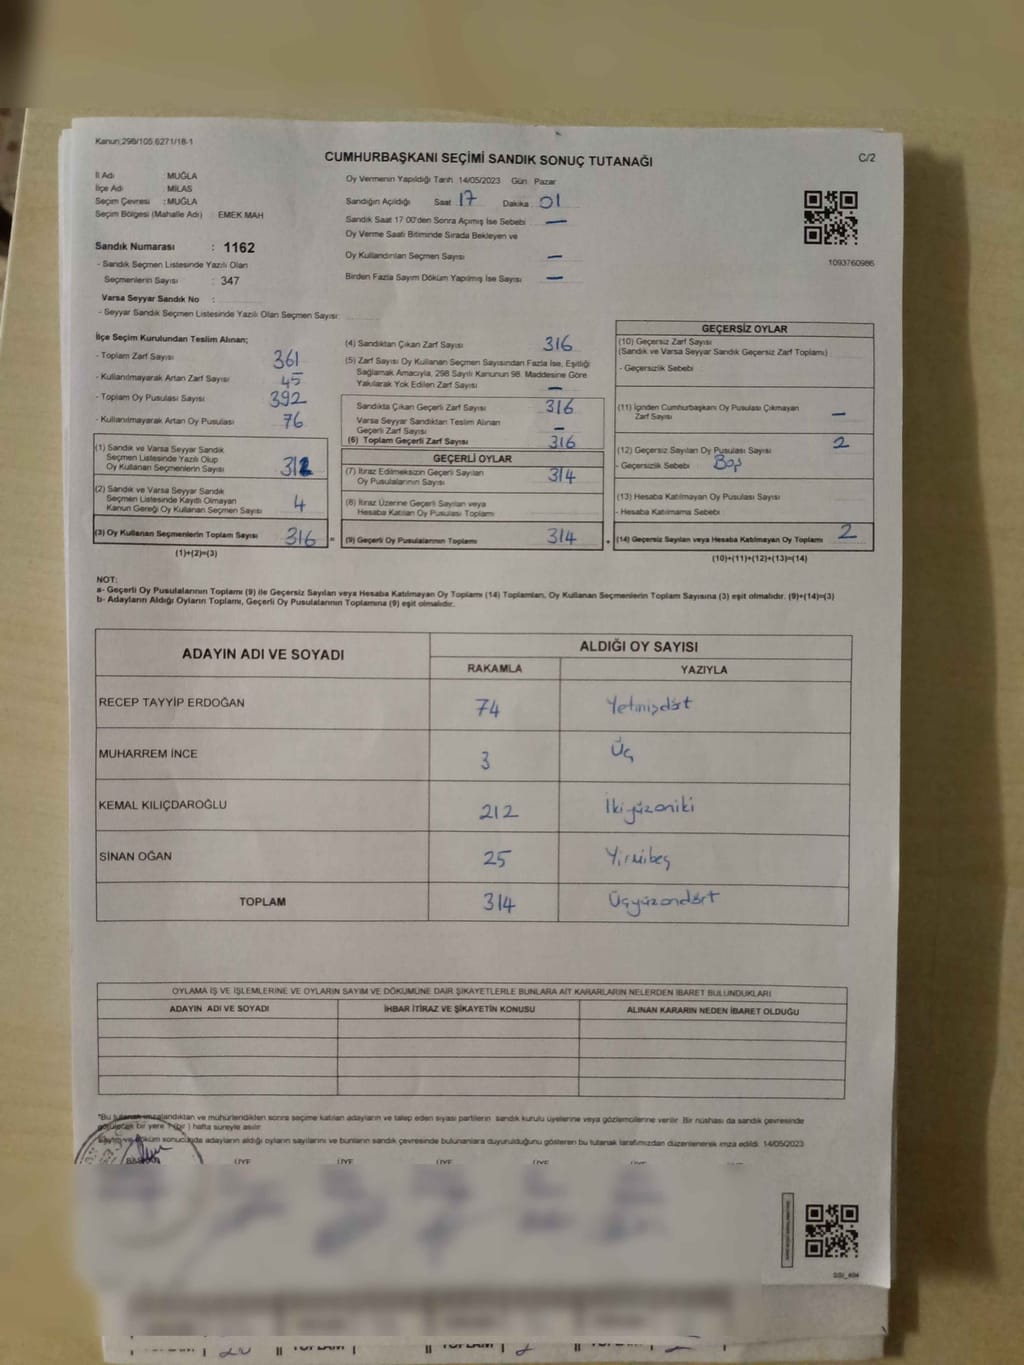 Kanun:298/105,6271/18-1
CUMHURBAŞKANI SEÇİMİ SANDIK SONUÇ TUTANAĞI
C/2
İl Adı : MUĞLA
İlçe Adı : MİLAS
Seçim Çevresi : MUĞLA
Seçim Bölgesi (Mahalle Adı) : EMEK MAH
Sandık Numarası : 1162
- Sandık Seçmen Listesinde Yazılı Olan
Seçmenlerin Sayısı : 347
Varsa Seyyar Sandık No :
- Seyyar Sandık Seçmen Listesinde Yazılı Olan Seçmen Sayısı:
Oy Vermenin Yapıldığı Tarih 14/05/2023 Gün Pazar
Sandığın Açıldığı Saat 17 Dakika 01
Sandık Saat 17 00'den Sonra Açımış İse Sebebi —
Oy Verme Saati Bitiminde Sırada Bekleyen ve
Oy Kullandırılan Seçmen Sayısı —
Birden Fazla Sayım Döküm Yapılmış İse Sayısı —
1093760986
İlçe Seçim Kurulundan Teslim Alınan;
- Toplam Zarf Sayısı 361
- Kullanılmayarak Artan Zarf Sayısı 45
- Toplam Oy Pusulası Sayısı 392
- Kullanılmayarak Artan Oy Pusulası 76
(1) Sandık ve Varsa Seyyar Sandık
Seçmen Listesinde Yazılı Olup
Oy Kullanan Seçmenlerin Sayısı 312
(2) Sandık ve Varsa Seyyar Sandık
Seçmen Listesinde Kayıtlı Olmayan
Kanun Gereği Oy Kullanan Seçmen Sayısı 4
(3) Oy Kullanan Seçmenlerin Toplam Sayısı 316 =
(1)+(2)=(3)
(4) Sandıktan Çıkan Zarf Sayısı 316
(5) Zarf Sayısı Oy Kullanan Seçmen Sayısından Fazla İse, Eşitliği
Sağlamak Amacıyla, 298 Sayılı Kanunun 98. Maddesine Göre
Yakılarak Yok Edilen Zarf Sayısı —
Sandıkta Çıkan Geçerli Zarf Sayısı 316
Varsa Seyyar Sandıktan Teslim Alınan
Geçerli Zarf Sayısı —
(6) Toplam Geçerli Zarf Sayısı 316
GEÇERLİ OYLAR
(7) İtiraz Edilmeksizin Geçerli Sayılan
Oy Pusulalarının Sayısı 314
(8) İtiraz Üzerine Geçerli Sayılan veya
Hesaba Katılan Oy Pusulası Toplamı
(9) Geçerli Oy Pusulalarının Toplamı 314 +
GEÇERSİZ OYLAR
(10) Geçersiz Zarf Sayısı
(Sandık ve Varsa Seyyar Sandık Geçersiz Zarf Toplamı)
- Geçersizlik Sebebi
(11) İçinden Cumhurbaşkanı Oy Pusulası Çıkmayan
Zarf Sayısı —
(12) Geçersiz Sayılan Oy Pusulası Sayısı 2
- Geçersizlik Sebebi Boş
(13) Hesaba Katılmayan Oy Pusulası Sayısı
- Hesaba Katılmama Sebebi
(14) Geçersiz Sayılan veya Hesaba Katılmayan Oy Toplamı 2
(10)+(11)+(12)+(13)=(14)
NOT:
a- Geçerli Oy Pusulalarının Toplamı (9) ile Geçersiz Sayılan veya Hesaba Katılmayan Oy Toplamı (14) Toplamları, Oy Kullanan Seçmenlerin Toplam Sayısına (3) eşit olmalıdır. (9)+(14)=(3)
b- Adayların Aldığı Oyların Toplamı, Geçerli Oy Pusulalarının Toplamına (9) eşit olmalıdır.
ADAYIN ADI VE SOYADI
ALDIĞI OY SAYISI
RAKAMLA YAZIYLA
RECEP TAYYİP ERDOĞAN 74 Yetmişdört
MUHARREM İNCE 3 Üç
KEMAL KILIÇDAROĞLU 212 İkiyüzoniki
SİNAN OĞAN 25 Yirmibeş
TOPLAM 314 Üçyüzondört
OYLAMA İŞ VE İŞLEMLERİNE VE OYLARIN SAYIM VE DÖKÜMÜNE DAİR ŞİKAYETLERLE BUNLARA AİT KARARLARIN NELERDEN İBARET BULUNDUKLARI
ADAYIN ADI VE SOYADI İHBAR İTİRAZ VE ŞİKAYETİN KONUSU ALINAN KARARIN NEDEN İBARET OLDUĞU
*Bu tutanak imzalandıktan ve mühürlendikten sonra seçime katılan adayların ve talep eden siyasi partilerin sandık kurulu üyelerine veya gözlemcilerine verilir. Bir nüshası da sandık çevresinde
görülecek bir yere 1 (bir) hafta süreyle asılır.
Sayım ve döküm sonucunda adayların aldığı oyların sayılarını ve bunların sandık çevresinde bulunanlara duyurulduğunu gösteren bu tutanak tarafımızdan düzenlenerek imza edildi. 14/05/2023
BAŞKAN ÜYE ÜYE ÜYE ÜYE ÜYE